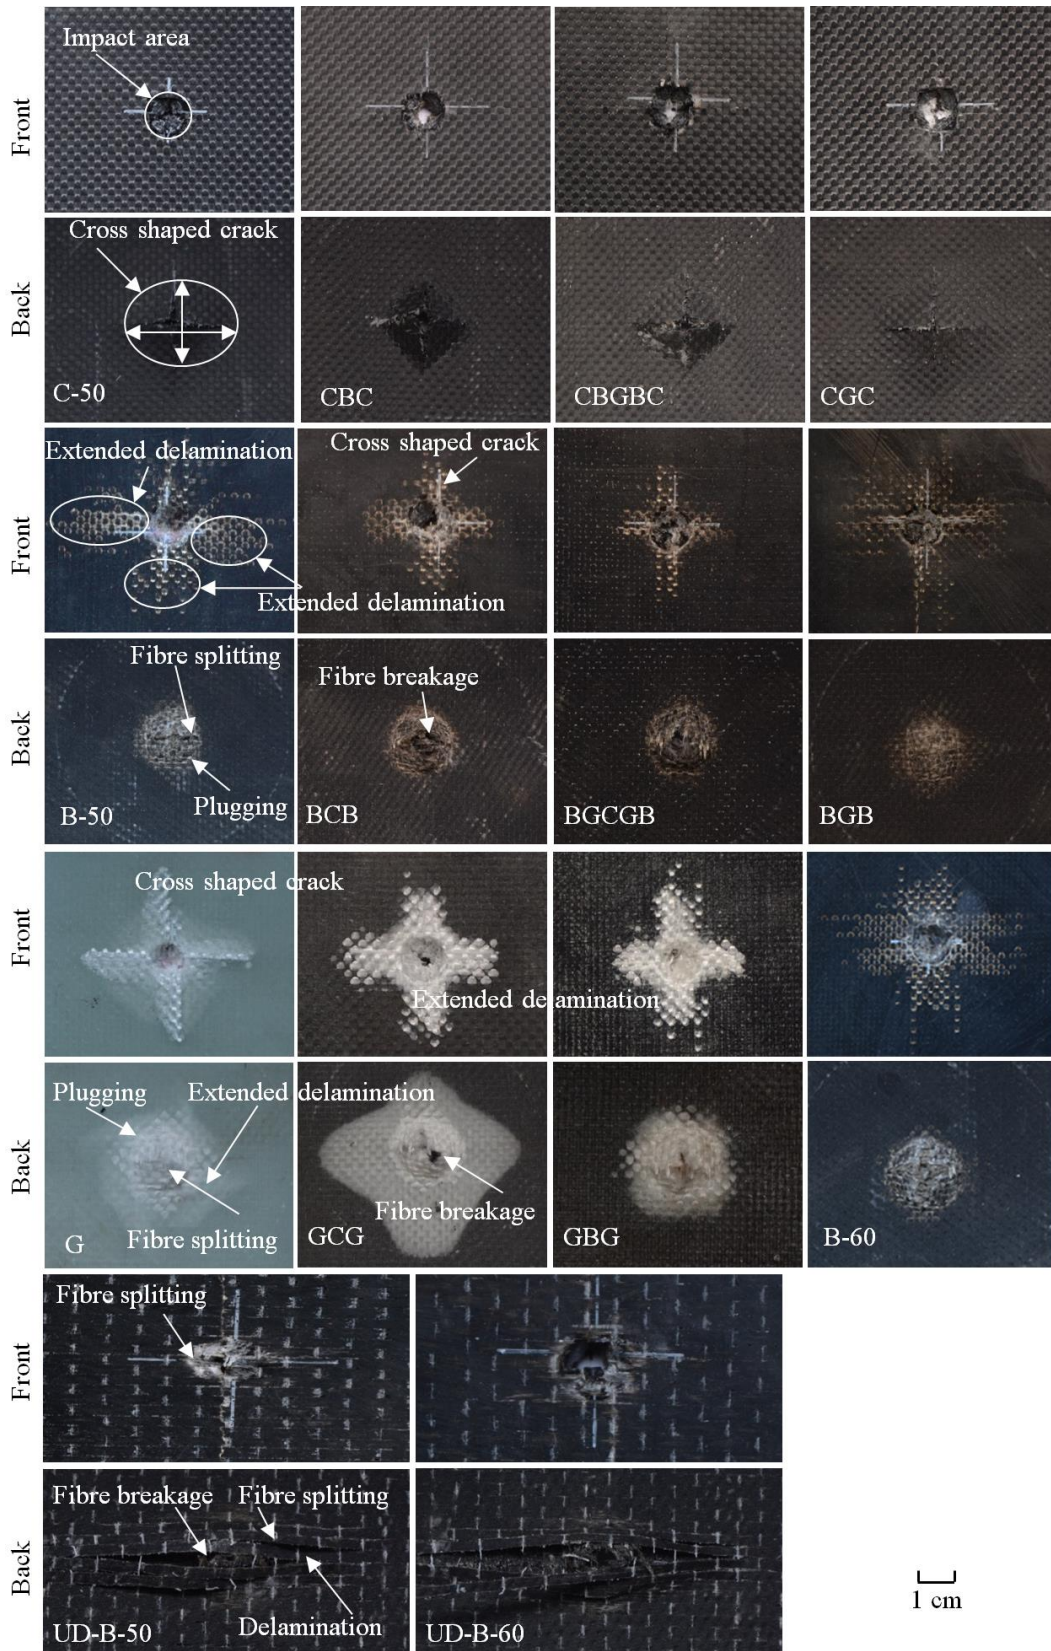 Front
Impact area
Back
Cross shaped crack
C-50
CBC
CBGBC
CGC
Front
Extended delamination
Cross shaped crack
Extended delamination
Back
Fibre splitting
Fibre breakage
Plugging
B-50
BCB
BGCGB
BGB
Front
Cross shaped crack
Extended delamination
Back
Plugging
Extended delamination
Fibre splitting
Fibre breakage
G
GCG
GBG
B-60
Front
Fibre splitting
Back
Fibre breakage
Fibre splitting
Delamination
UD-B-50
UD-B-60
1 cm